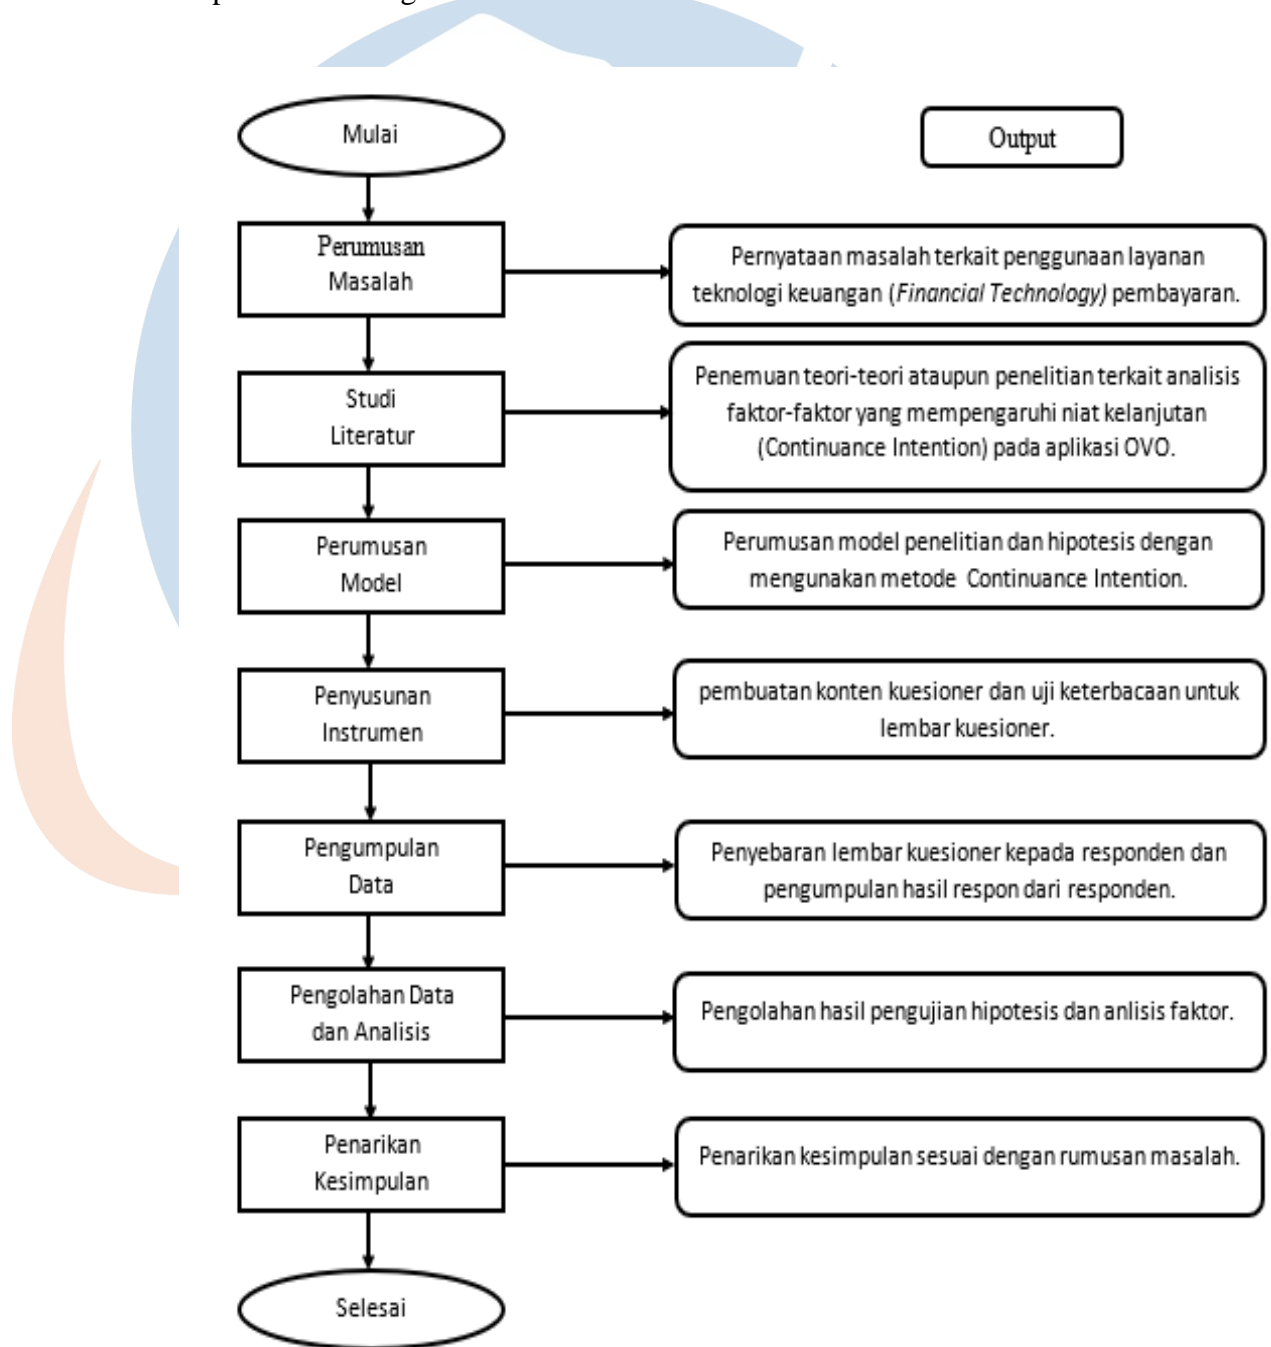 Mulai
Output
Perumusan
Masalah
Pernyataan masalah terkait penggunaan layanan
teknologi keuangan (Financial Technology) pembayaran.
Studi
Literatur
Penemuan teori-teori ataupun penelitian terkait analisis
faktor-faktor yang mempengaruhi niat kelanjutan
(Continuance Intention) pada aplikasi OVO.
Perumusan
Model
Perumusan model penelitian dan hipotesis dengan
mengunakan metode Continuance Intention.
Penyusunan
Instrumen
pembuatan konten kuesioner dan uji keterbacaan untuk
lembar kuesioner.
Pengumpulan
Data
Penyebaran lembar kuesioner kepada responden dan
pengumpulan hasil respon dari responden.
Pengolahan Data
dan Analisis
Pengolahan hasil pengujian hipotesis dan anlisis faktor.
Penarikan
Kesimpulan
Penarikan kesimpulan sesuai dengan rumusan masalah.
Selesai